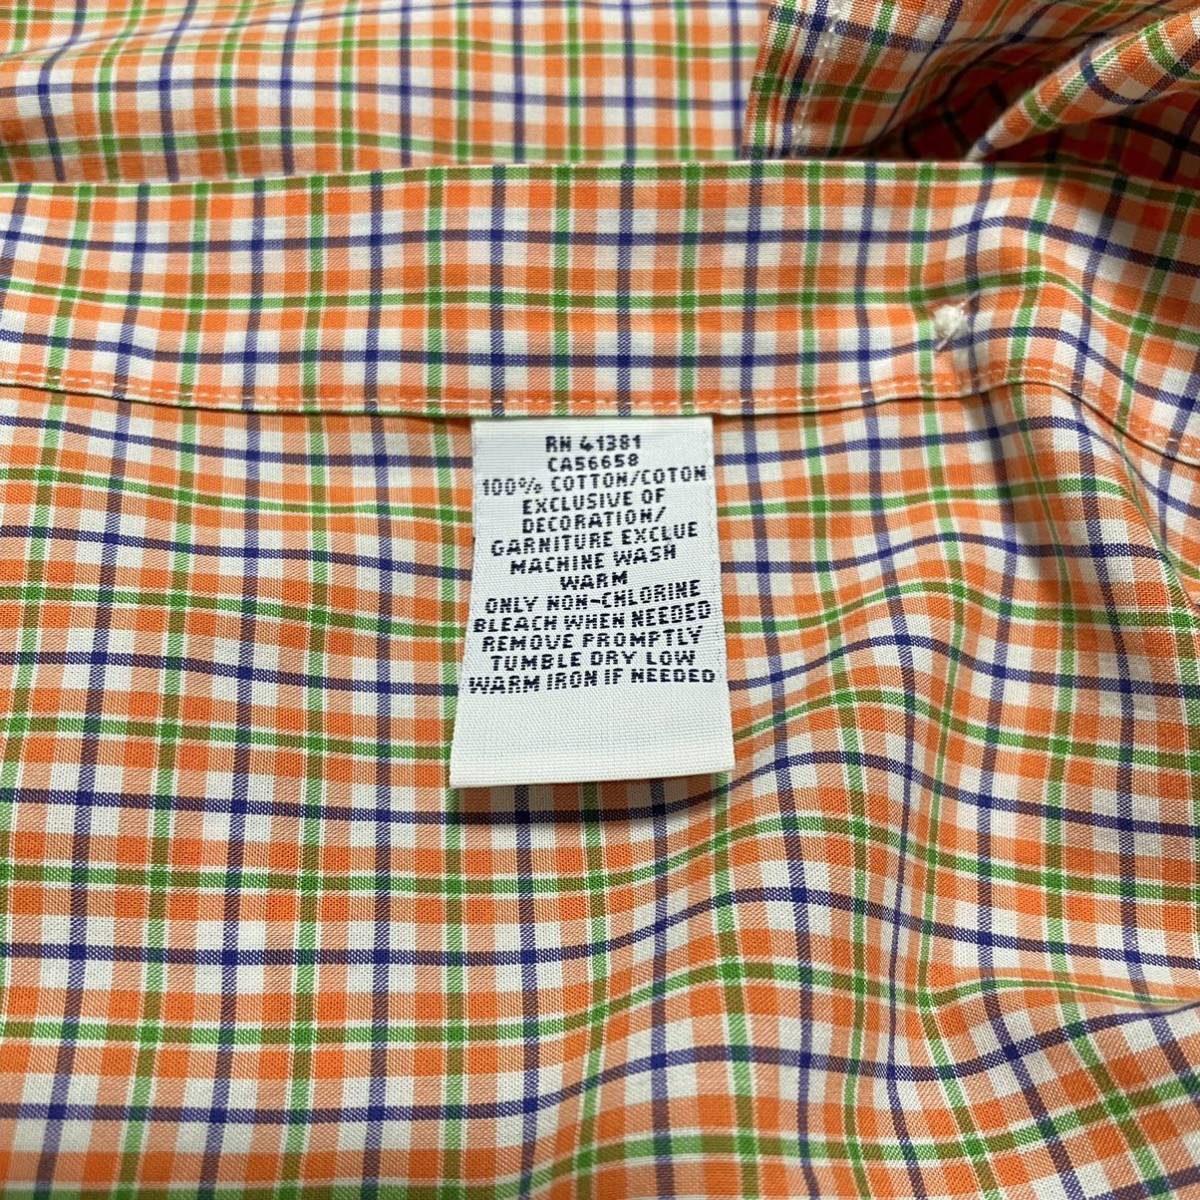 RN 41381
CA56658
100% COTTON/COTON
EXCLUSIVE OF
DECORATION/
GARNITURE EXCLUE
MACHINE WASH
WARM
ONLY NON-CHLORINE
BLEACH WHEN NEEDED
REMOVE PROMPTLY
TUMBLE DRY LOW
WARM IRON IF NEEDED